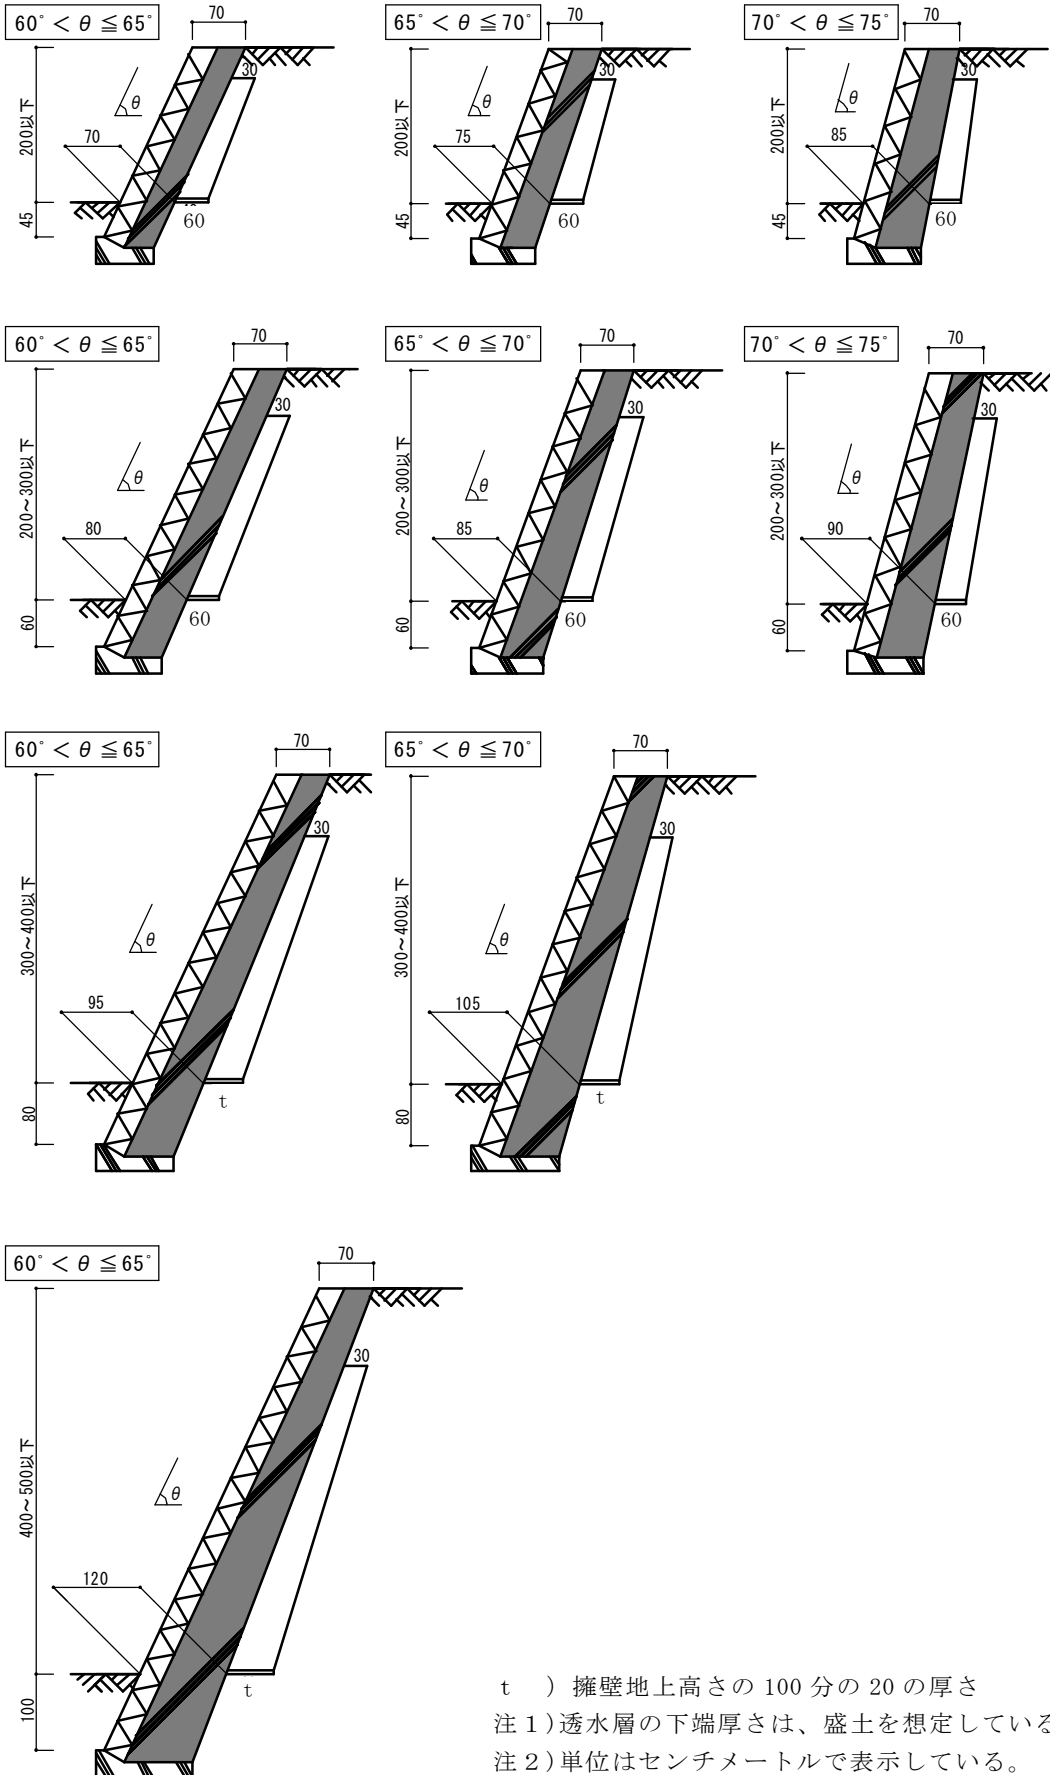 60°＜θ≦65°
70
30
θ
200以下
70
45
60
65°＜θ≦70°
70
30
θ
200以下
75
45
60
70°＜θ≦75°
70
30
θ
200以下
85
45
60
60°＜θ≦65°
70
30
θ
200～300以下
80
60
60
65°＜θ≦70°
70
30
θ
200～300以下
85
60
60
70°＜θ≦75°
70
30
θ
200～300以下
90
60
60
60°＜θ≦65°
70
30
θ
300～400以下
95
80
t
65°＜θ≦70°
70
30
θ
300～400以下
105
80
t
60°＜θ≦65°
70
30
θ
400～500以下
120
100
t
t ）擁壁地上高さの 100 分の 20 の厚さ
注１）透水層の下端厚さは、盛土を想定している
注２）単位はセンチメートルで表示している。